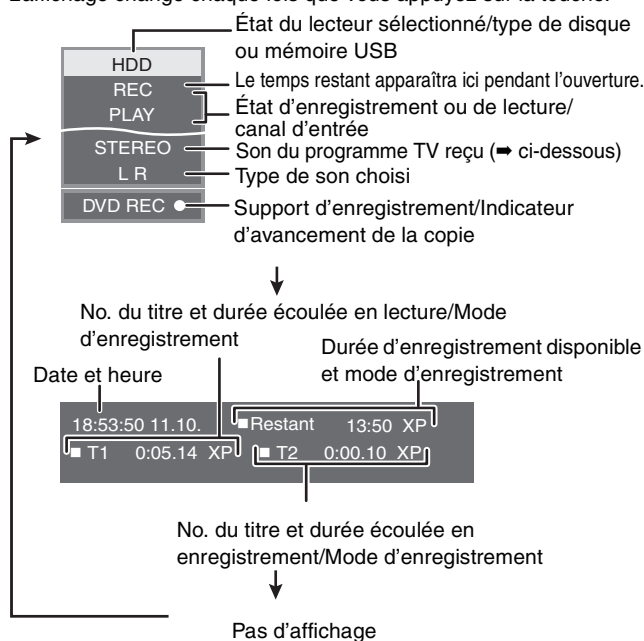 L'affichage change chaque fois que vous appuyez sur la touche.
État du lecteur sélectionné/type de disque
ou mémoire USB
HDD
REC
Le temps restant apparaîtra ici pendant l'ouverture.
PLAY
État d'enregistrement ou de lecture/
canal d'entrée
STEREO
Son du programme TV reçu (➡ ci-dessous)
L R
Type de son choisi
DVD REC ●
Support d'enregistrement/Indicateur
d'avancement de la copie
No. du titre et durée écoulée en lecture/Mode
d'enregistrement
Durée d'enregistrement disponible
et mode d'enregistrement
Date et heure
18:53:50 11.10. ■Restant 13:50 XP
■ T1 0:05.14 XP ■ T2 0:00.10 XP
No. du titre et durée écoulée en
enregistrement/Mode d'enregistrement
Pas d'affichage